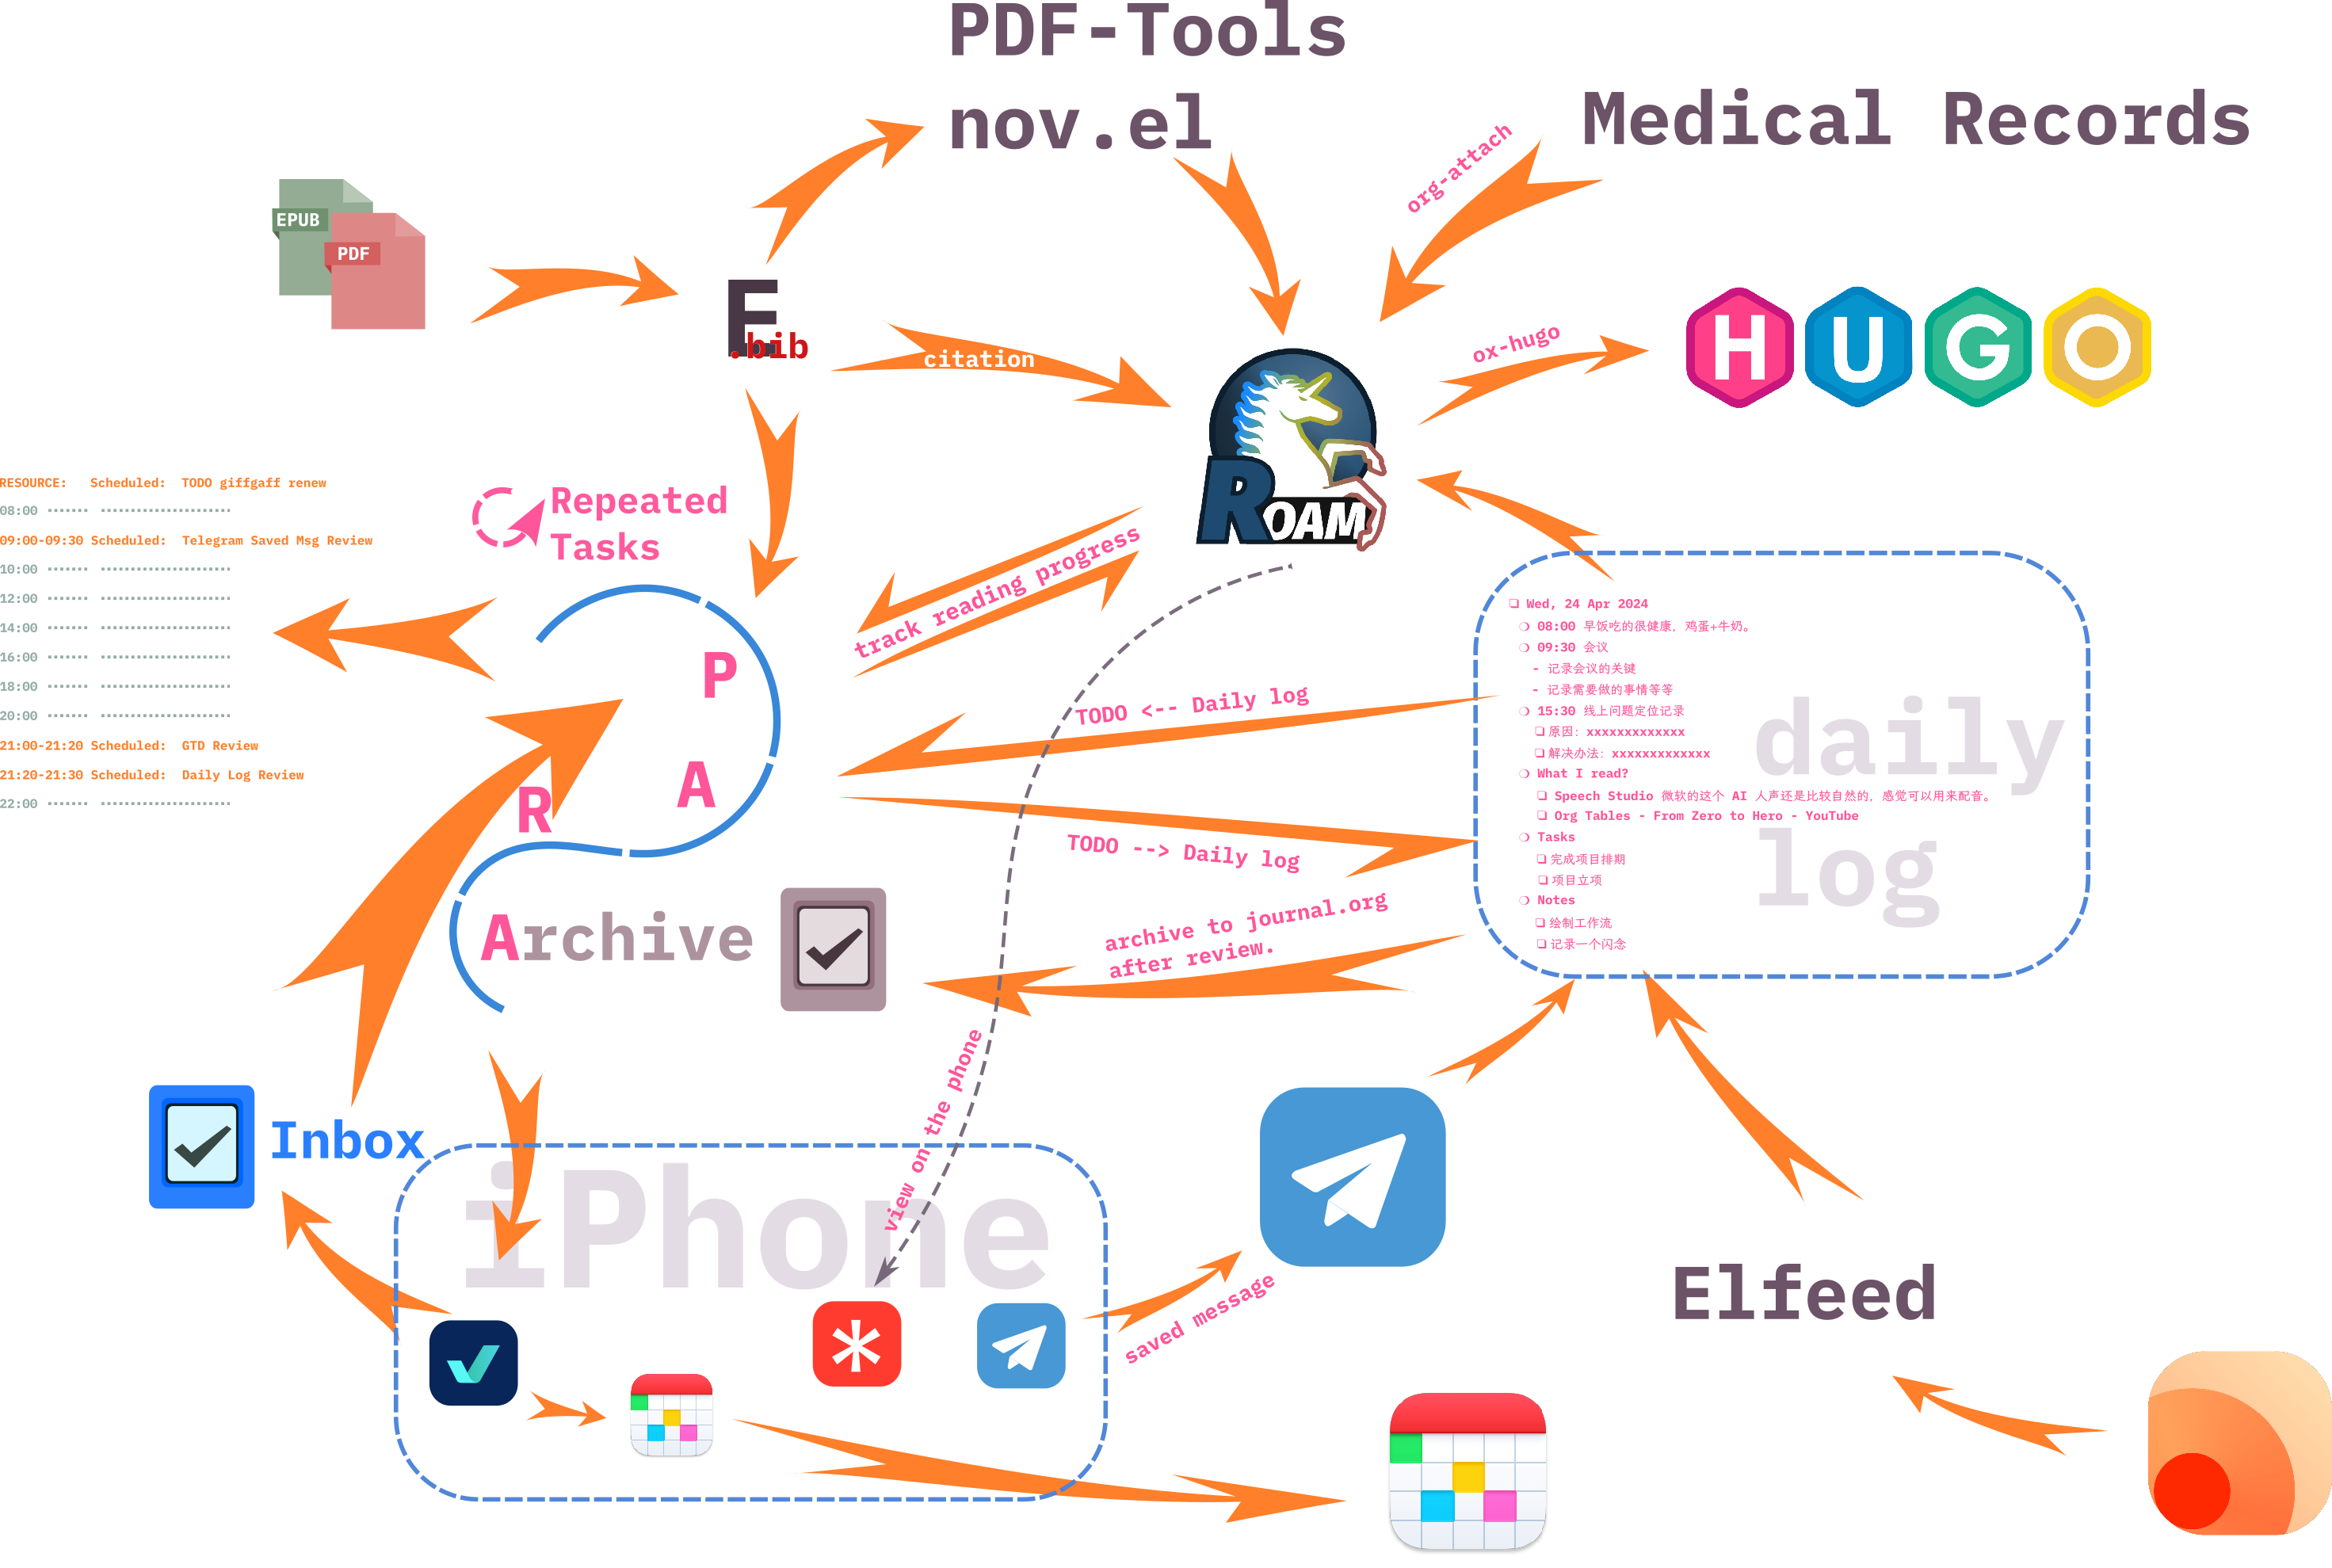 PDF-Tools
nov.el
Medical Records
org-attach
EPUB
PDF
E
.bib
citation
ox-hugo
HUGO
ROAM
RESOURCE: Scheduled: TODO giffgaff renew
08:00 ······· ······················
09:00-09:30 Scheduled: Telegram Saved Msg Review
10:00 ······· ······················
12:00 ······· ······················
14:00 ······· ······················
16:00 ······· ······················
18:00 ······· ······················
20:00 ······· ······················
21:00-21:20 Scheduled: GTD Review
21:20-21:30 Scheduled: Daily Log Review
22:00 ······· ······················
Repeated
Tasks
track reading progress
P
A
R
Archive
TODO <-- Daily log
TODO --> Daily log
archive to journal.org
after review.
Wed, 24 Apr 2024
08:00 早饭吃的很健康, 鸡蛋+牛奶。
09:30 会议
- 记录会议的关键
- 记录需要做的事情等等
15:30 线上问题定位记录
原因: xxxxxxxxxxxxx
解决办法: xxxxxxxxxxxxx
What I read?
Speech Studio 微软的这个 AI 人声还是比较自然的, 感觉可以用来配音。
Org Tables - From Zero to Hero - YouTube
Tasks
完成项目排期
项目立项
Notes
绘制工作流
记录一个闪念
daily
log
view on the phone
Inbox
iPhone
saved message
Elfeed